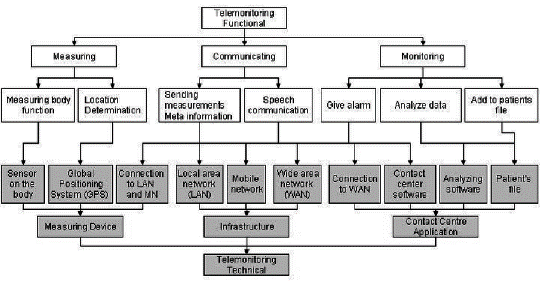 Telemonitoring
Functional
Measuring
Communicating
Monitoring
Measuring body
function
Location
Determination
Sending
measurements
Meta information
Speech
communication
Give alarm
Analyze data
Add to patients
file
Sensor
on the
body
Global
Positioning
System (GPS)
Connection
to LAN
and MN
Local area
network
(LAN)
Mobile
network
Wide area
network
(WAN)
Connection
to WAN
Contact
center
software
Analyzing
software
Patient's
file
Measuring Device
Infrastructure
Contact Centre
Application
Telemonitoring
Technical